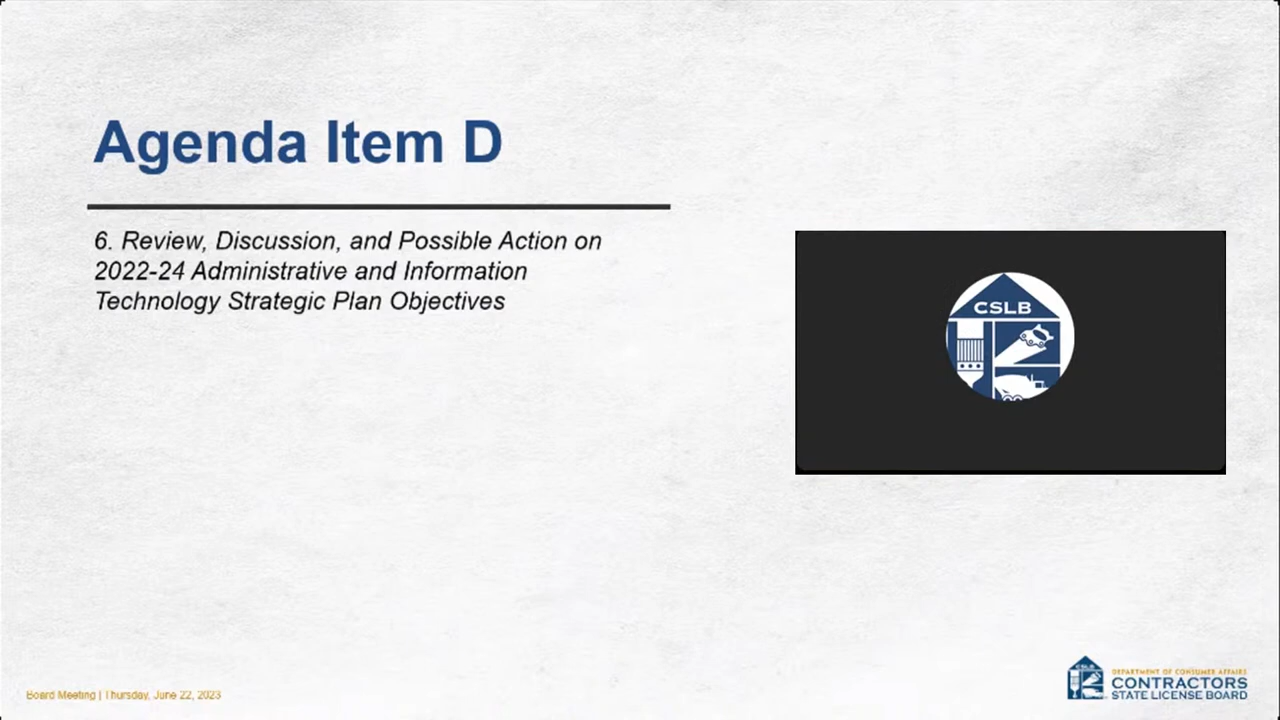 Agenda Item D
6. Review, Discussion, and Possible Action on
2022-24 Administrative and Information
Technology Strategic Plan Objectives
CSLB
Board Meeting | Thursday, June 22, 2023
CSLB
DEPARTMENT OF CONSUMER AFFAIRS
CONTRACTORS
STATE LICENSE BOARD